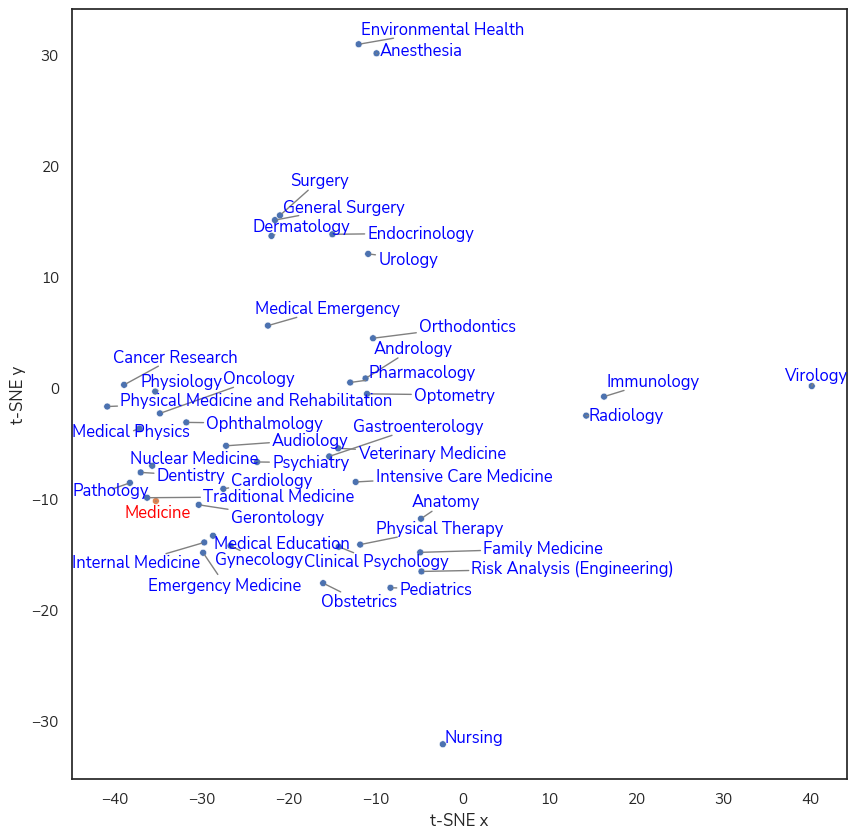 Environmental Health
Anesthesia
30
20
Surgery
General Surgery
Dermatology
Endocrinology
Urology
10
Medical Emergency
Orthodontics
Andrology
Cancer Research
Pharmacology
Physiology
Oncology
Immunology
Virology
0
Physical Medicine and Rehabilitation
Optometry
Radiology
Ophthalmology
Gastroenterology
Medical Physics
Audiology
Veterinary Medicine
Nuclear Medicine
Psychiatry
Dentistry
Intensive Care Medicine
Cardiology
Pathology
Traditional Medicine
−10
Anatomy
Medicine
Gerontology
Physical Therapy
Medical Education
Family Medicine
Internal Medicine
Gynecology
Clinical Psychology
Risk Analysis (Engineering)
Emergency Medicine
Pediatrics
Obstetrics
−20
−30
Nursing
t-SNE y
−40
−30
−20
−10
0
10
20
30
40
t-SNE x